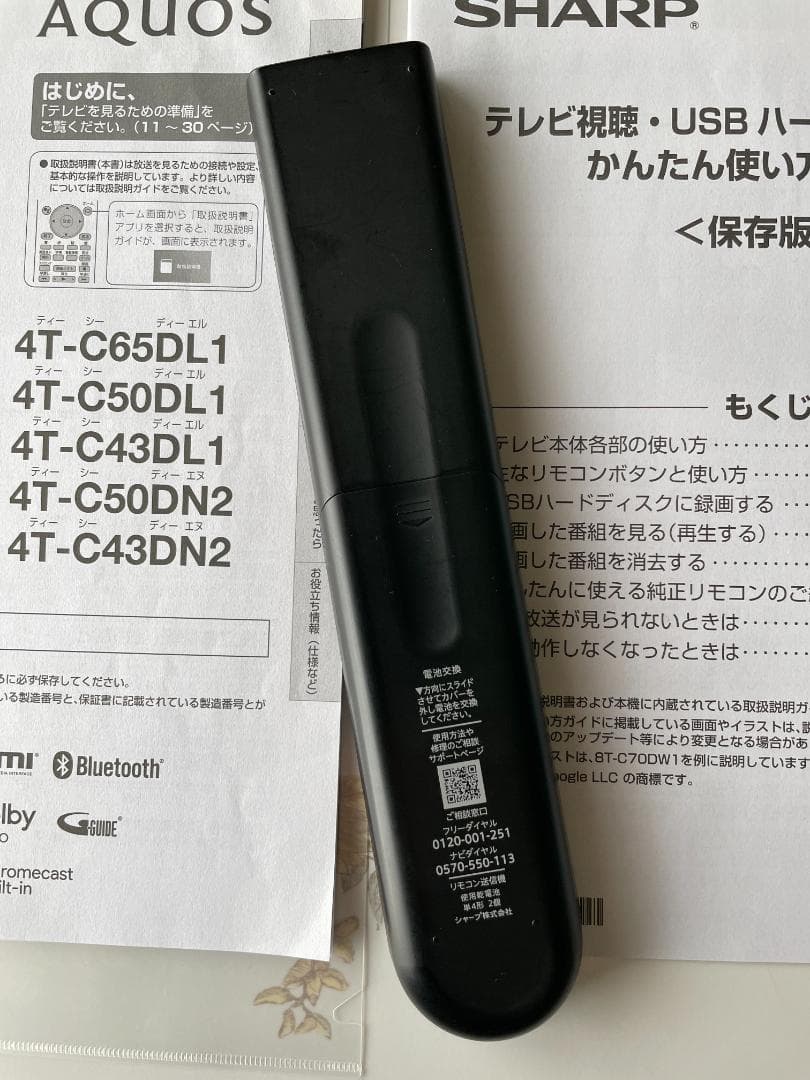 AQUOS
はじめに、
「テレビを見るための準備」を
ご覧ください。(11 〜 30 ページ)
● 取扱説明書(本書)は放送を見るための接続や設定、
基本的な操作を説明しています。より詳しい内容
については取扱説明ガイドをご覧ください。
ホーム
ホーム画面から「取扱説明書」
アプリを選択すると、取扱説明
ガイドが、画面に表示されます。
取扱説明書
ティー シー ディー エル
4T-C65DL1
ティー シー ディー エル
4T-C50DL1
ティー シー ディー エル
4T-C43DL1
ティー シー ディー エヌ
4T-C50DN2
ティー シー ディー エヌ
4T-C43DN2
思ったら
お役立ち情報(仕様など)
に必ず保存してください。
いる製造番号と、保証書に記載されている製造番号とが
Bluetooth®
G-GUIDE®
SHARP®
テレビ視聴・USB ハー
かんたん使い方
<保存版
もくじ
テレビ本体各部の使い方 ・・・・・・・・
なリモコンボタンと使い方 ・・・・・
SBハードディスクに録画する ・・・
画した番組を見る(再生する)・・・・
画した番組を消去する ・・・・・・・・
んたんに使える純正リモコンのご
放送が見られないときは・・・・・・
動作しなくなったときは・・・・・・
説明書および本機に内蔵されている取扱説明ガ
い方ガイドに掲載している画面やイラストは、説
のアップデート等により変更となる場合があ
ストは、8T-C70DW1を例に説明しています
oogle LLC の商標です。
電池交換
▼方向にスライド
させてカバーを
外し電池を交換
してください。
使用方法や
修理のご相談
サポートページ
ご相談窓口
フリーダイヤル
0120-001-251
ナビダイヤル
0570-550-113
リモコン送信機
使用乾電池
単4形 2個
シャープ株式会社